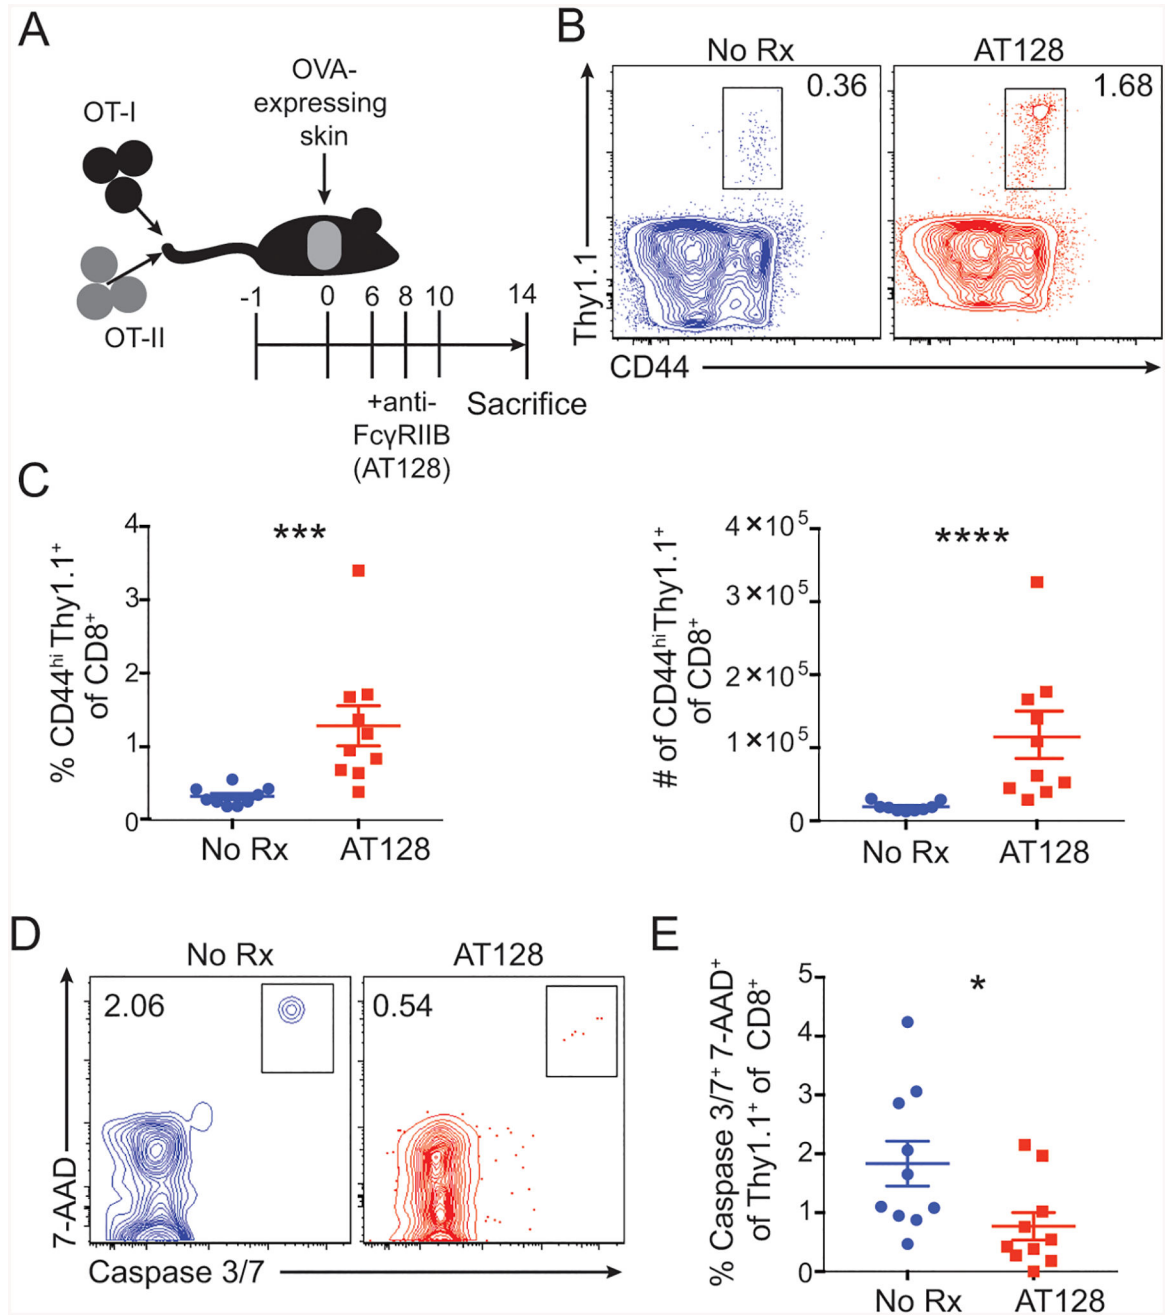 A
OT-I
OT-II
OVA-
expressing
skin
-1 0 6 8 10 14
+anti-
FcγRIIB
(AT128)
Sacrifice
B
No Rx
AT128
0.36
1.68
Thy1.1
CD44
C
% CD44hi Thy1.1+
of CD8+
4
3
2
1
0
***
No Rx
AT128
# of CD44hi Thy1.1+
of CD8+
4×10⁵
3×10⁵
2×10⁵
1×10⁵
0
****
No Rx
AT128
D
No Rx
AT128
2.06
0.54
7-AAD
Caspase 3/7
E
% Caspase 3/7+ 7-AAD+
of Thy1.1+ of CD8+
5
4
3
2
1
0
*
No Rx
AT128